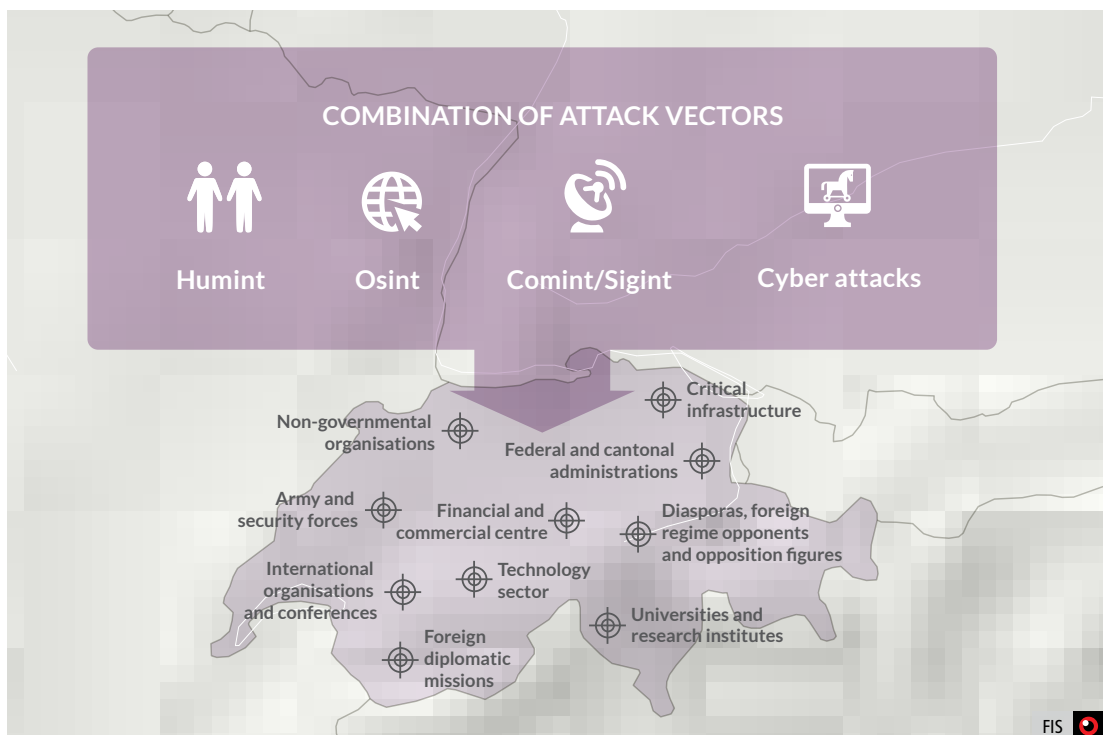 COMBINATION OF ATTACK VECTORS
Humint
Osint
Comint/Sigint
Cyber attacks
Critical
infrastructure
Non-governmental
organisations
Federal and cantonal
administrations
Army and
security forces
Financial and
commercial centre
Diasporas, foreign
regime opponents
and opposition figures
International
organisations
and conferences
Technology
sector
Universities and
research institutes
Foreign
diplomatic
missions
FIS